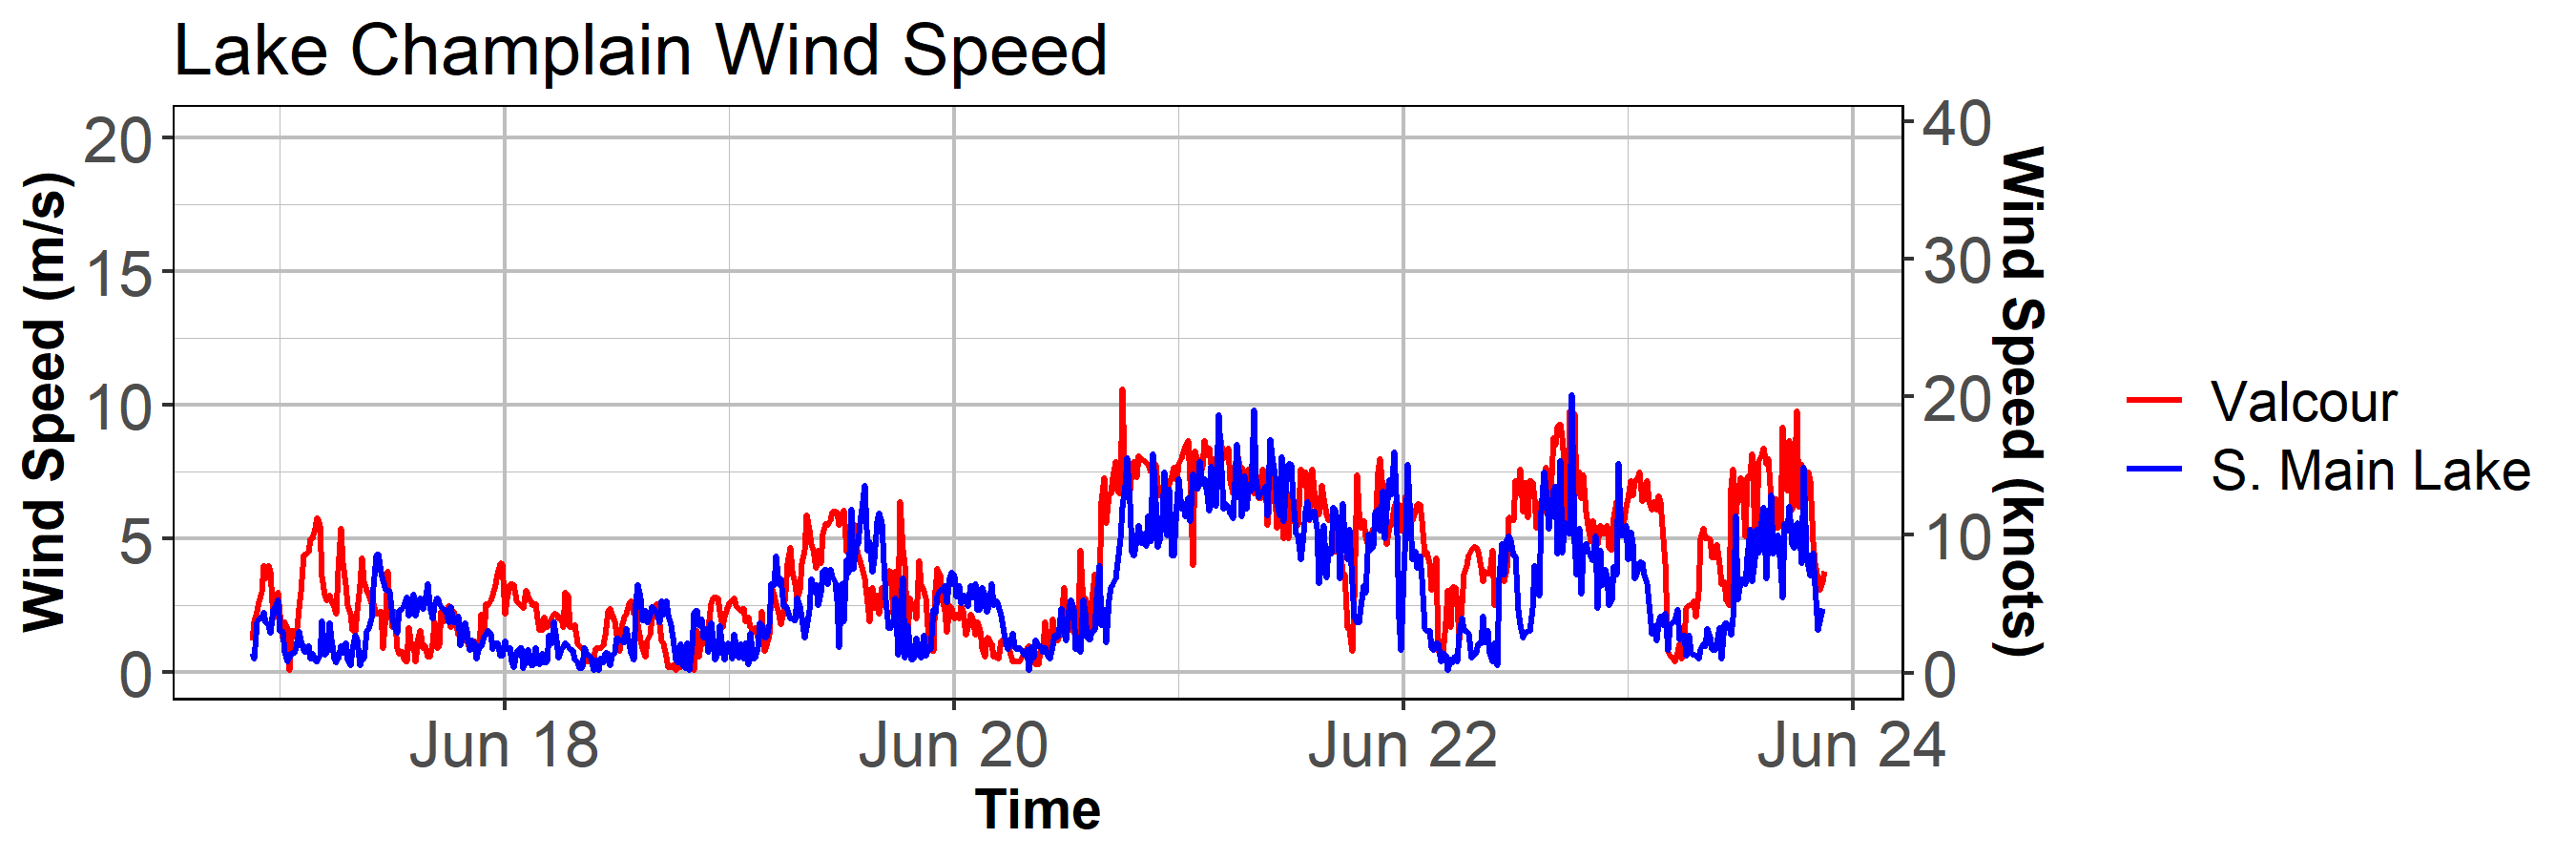 Lake Champlain Wind Speed
Wind Speed (m/s)
20
15
10
5
0
40
30
20
10
0
Wind Speed (knots)
Valcour
S. Main Lake
Jun 18
Jun 20
Jun 22
Jun 24
Time